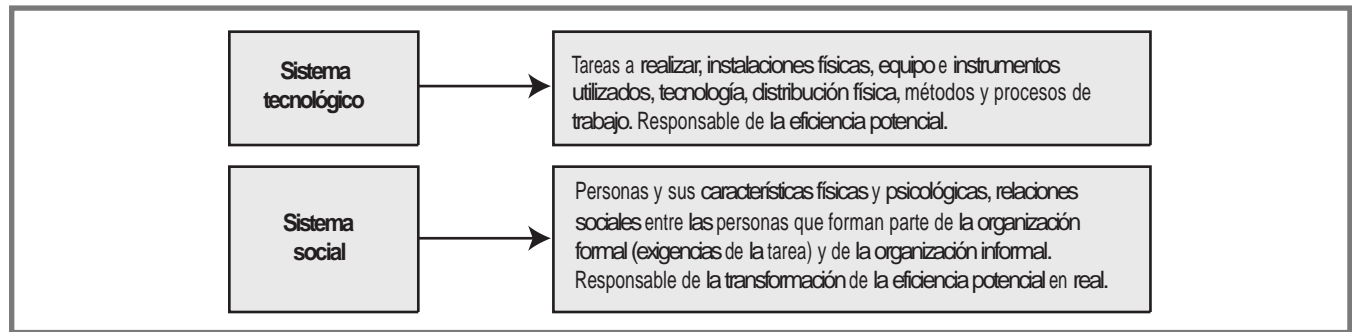 Sistema
tecnológico
Tareas a realizar, instalaciones físicas, equipo e instrumentos
utilizados, tecnología, distribución física, métodos y procesos de
trabajo. Responsable de la eficiencia potencial.
Sistema
social
Personas y sus características físicas y psicológicas, relaciones
sociales entre las personas que forman parte de la organización
formal (exigencias de la tarea) y de la organización informal.
Responsable de la transformación de la eficiencia potencial en real.